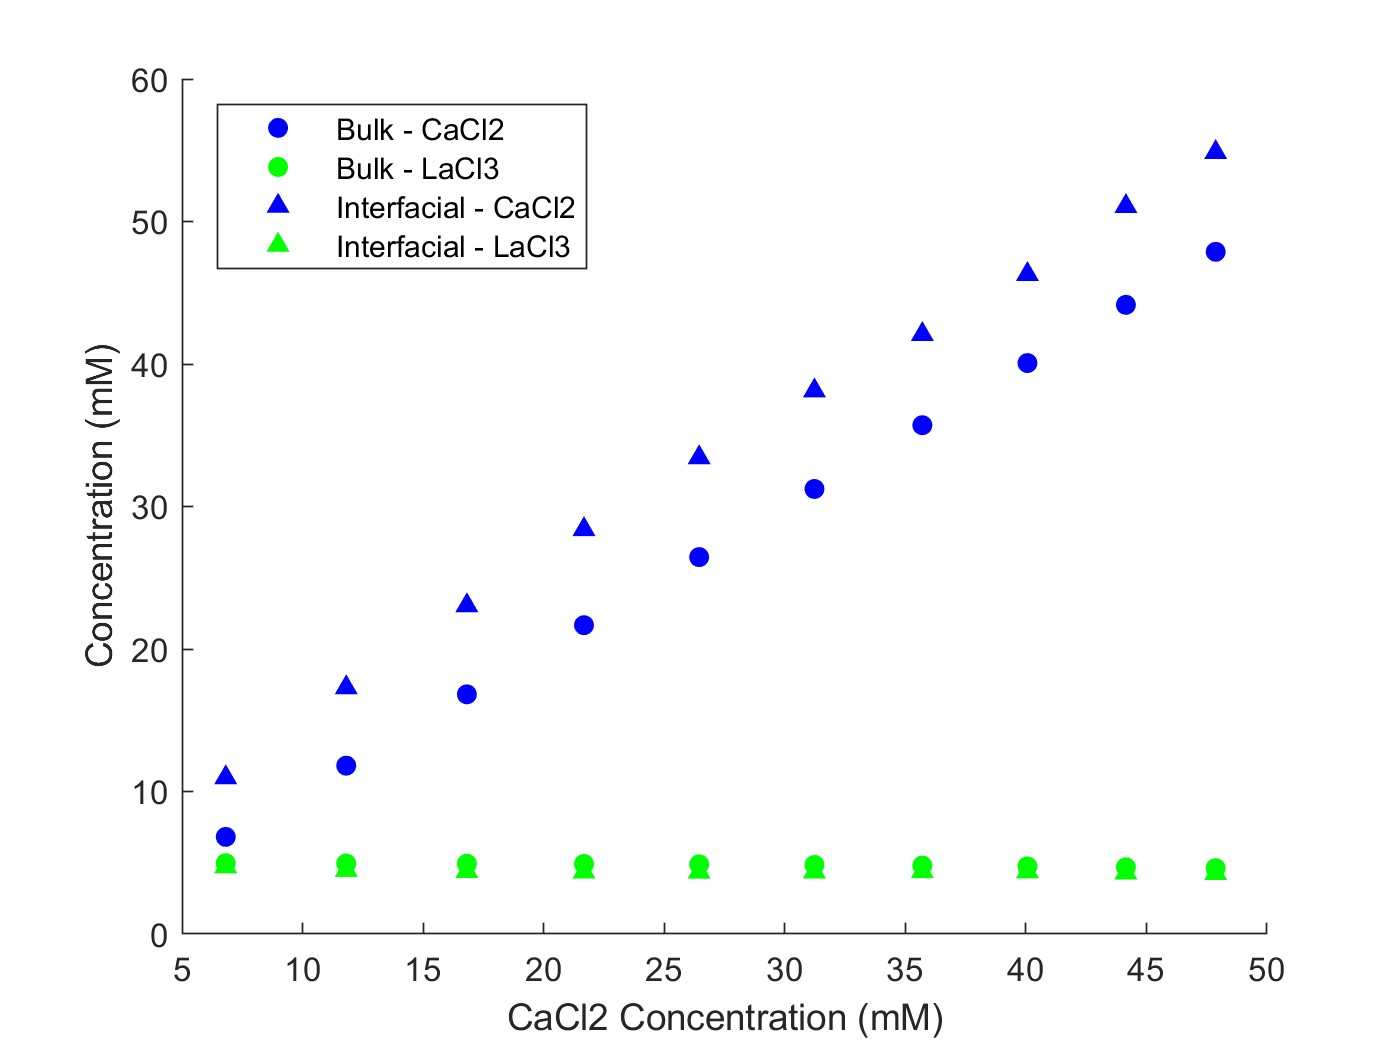 60
50
40
30
20
10
0
Concentration (mM)
Bulk - CaCl2
Bulk - LaCl3
Interfacial - CaCl2
Interfacial - LaCl3
5 10 15 20 25 30 35 40 45 50
CaCl2 Concentration (mM)